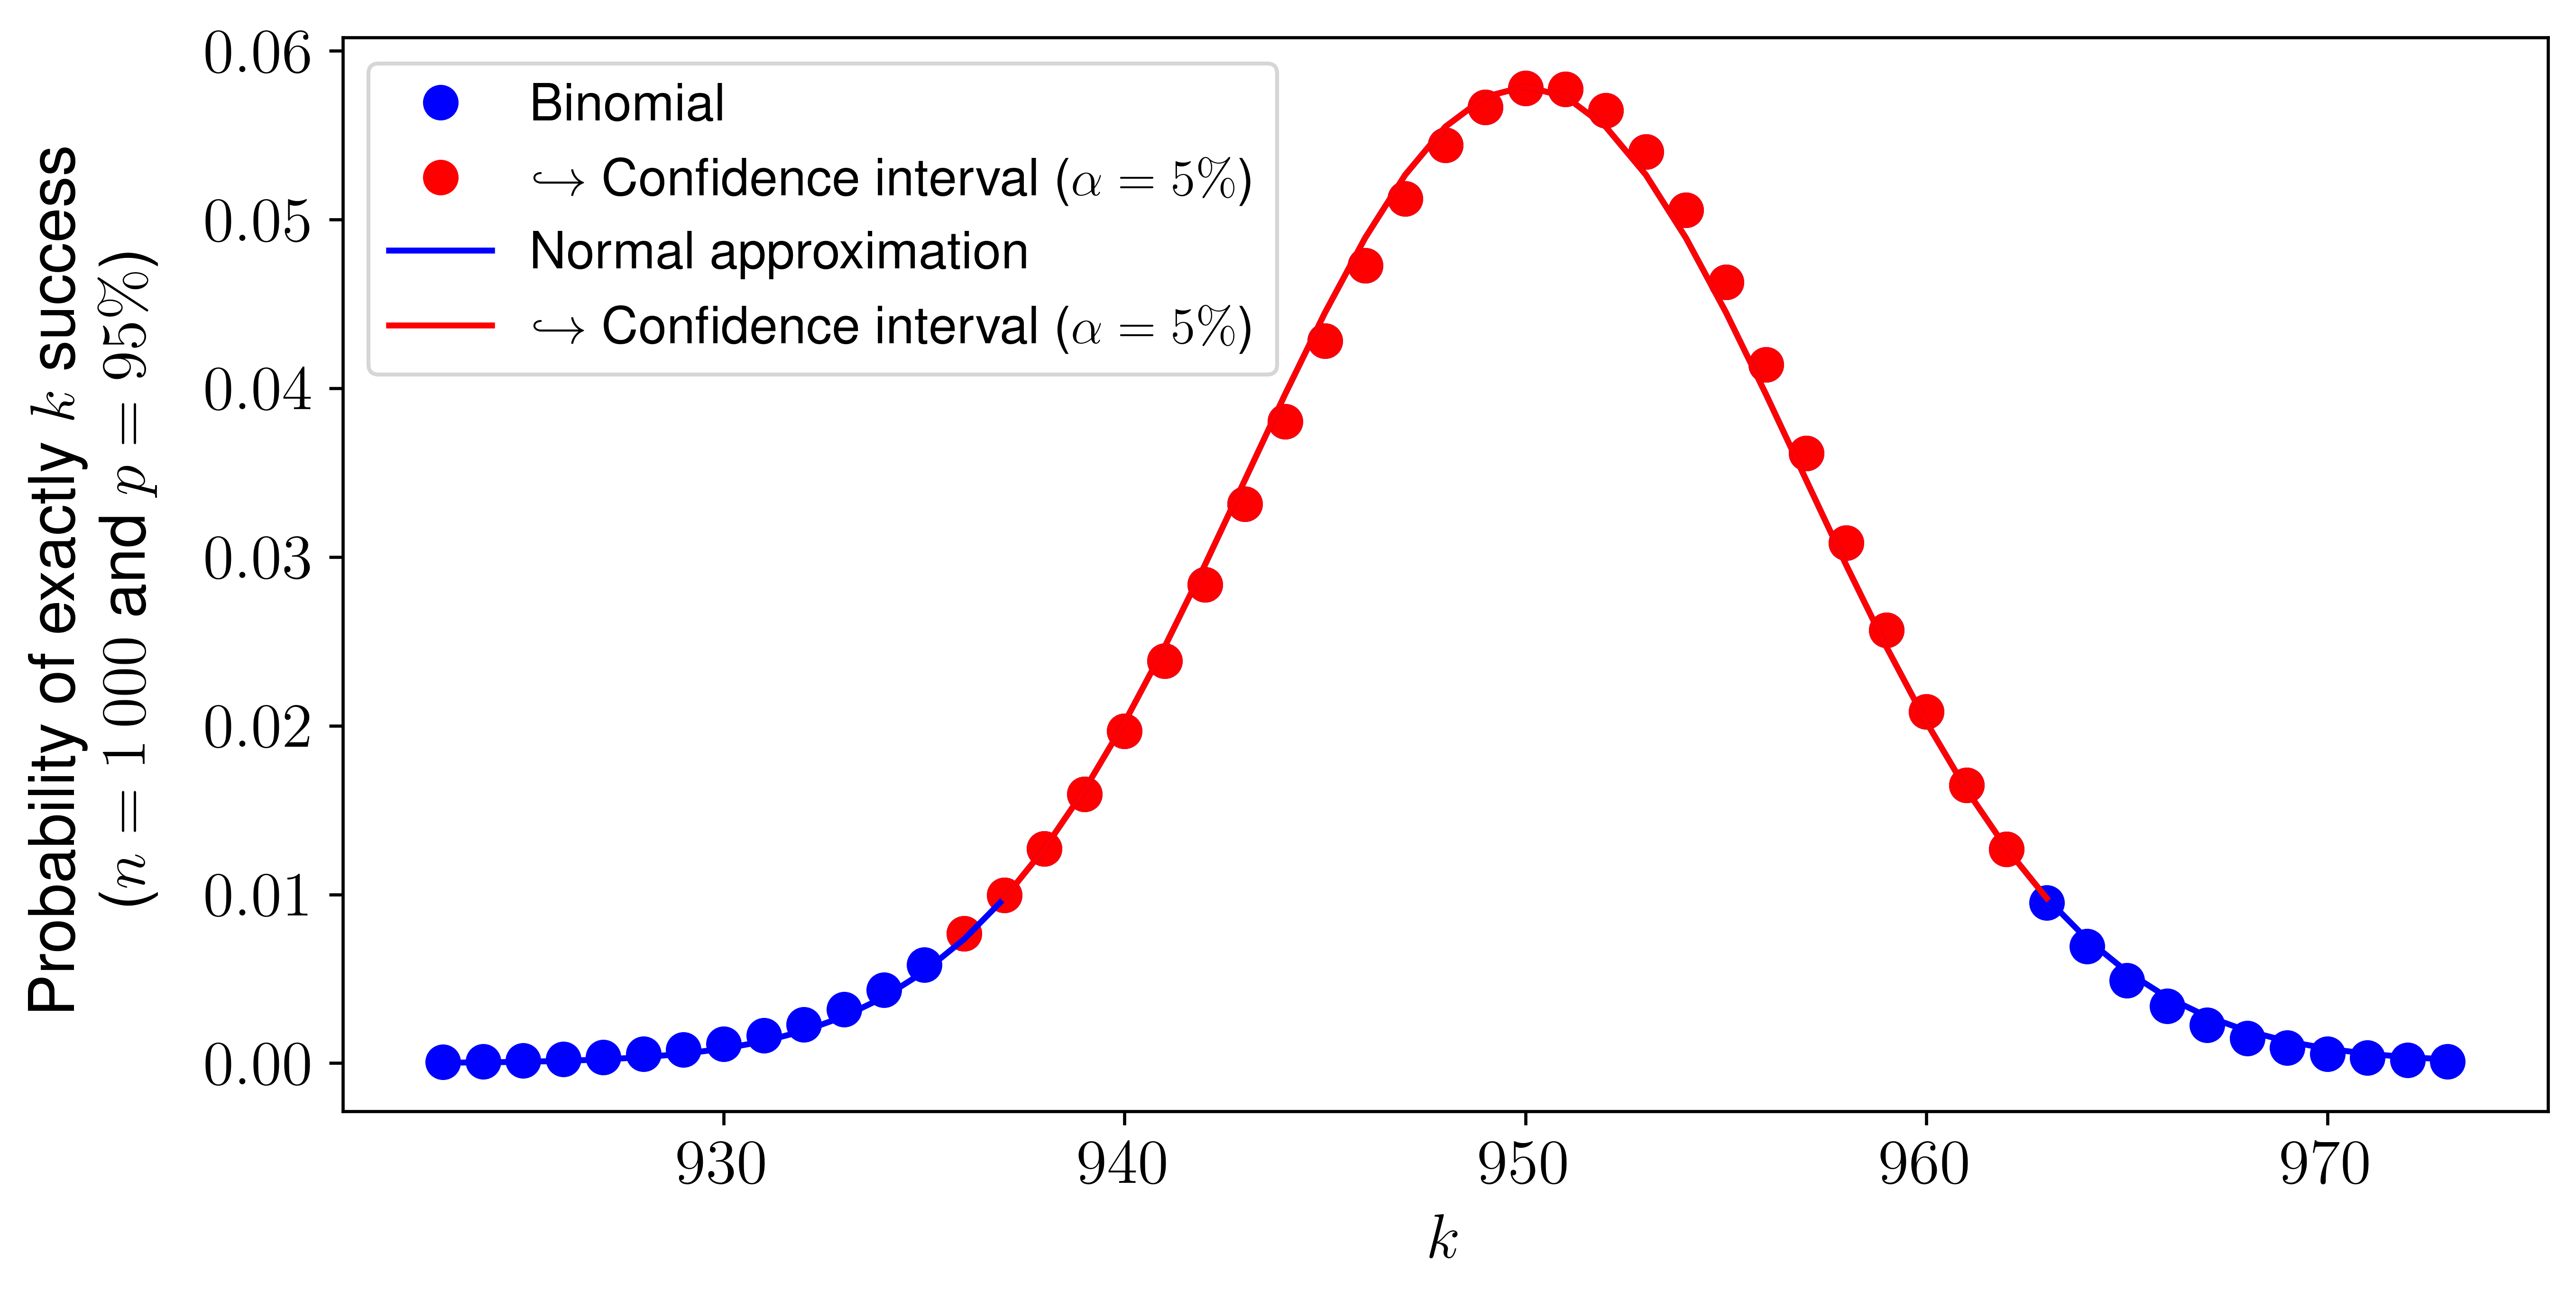 Probability of exactly k success
(n = 1 000 and p = 95%)
0.06
0.05
0.04
0.03
0.02
0.01
0.00
Binomial
↪ Confidence interval (α = 5%)
Normal approximation
↪ Confidence interval (α = 5%)
930 940 950 960 970
k